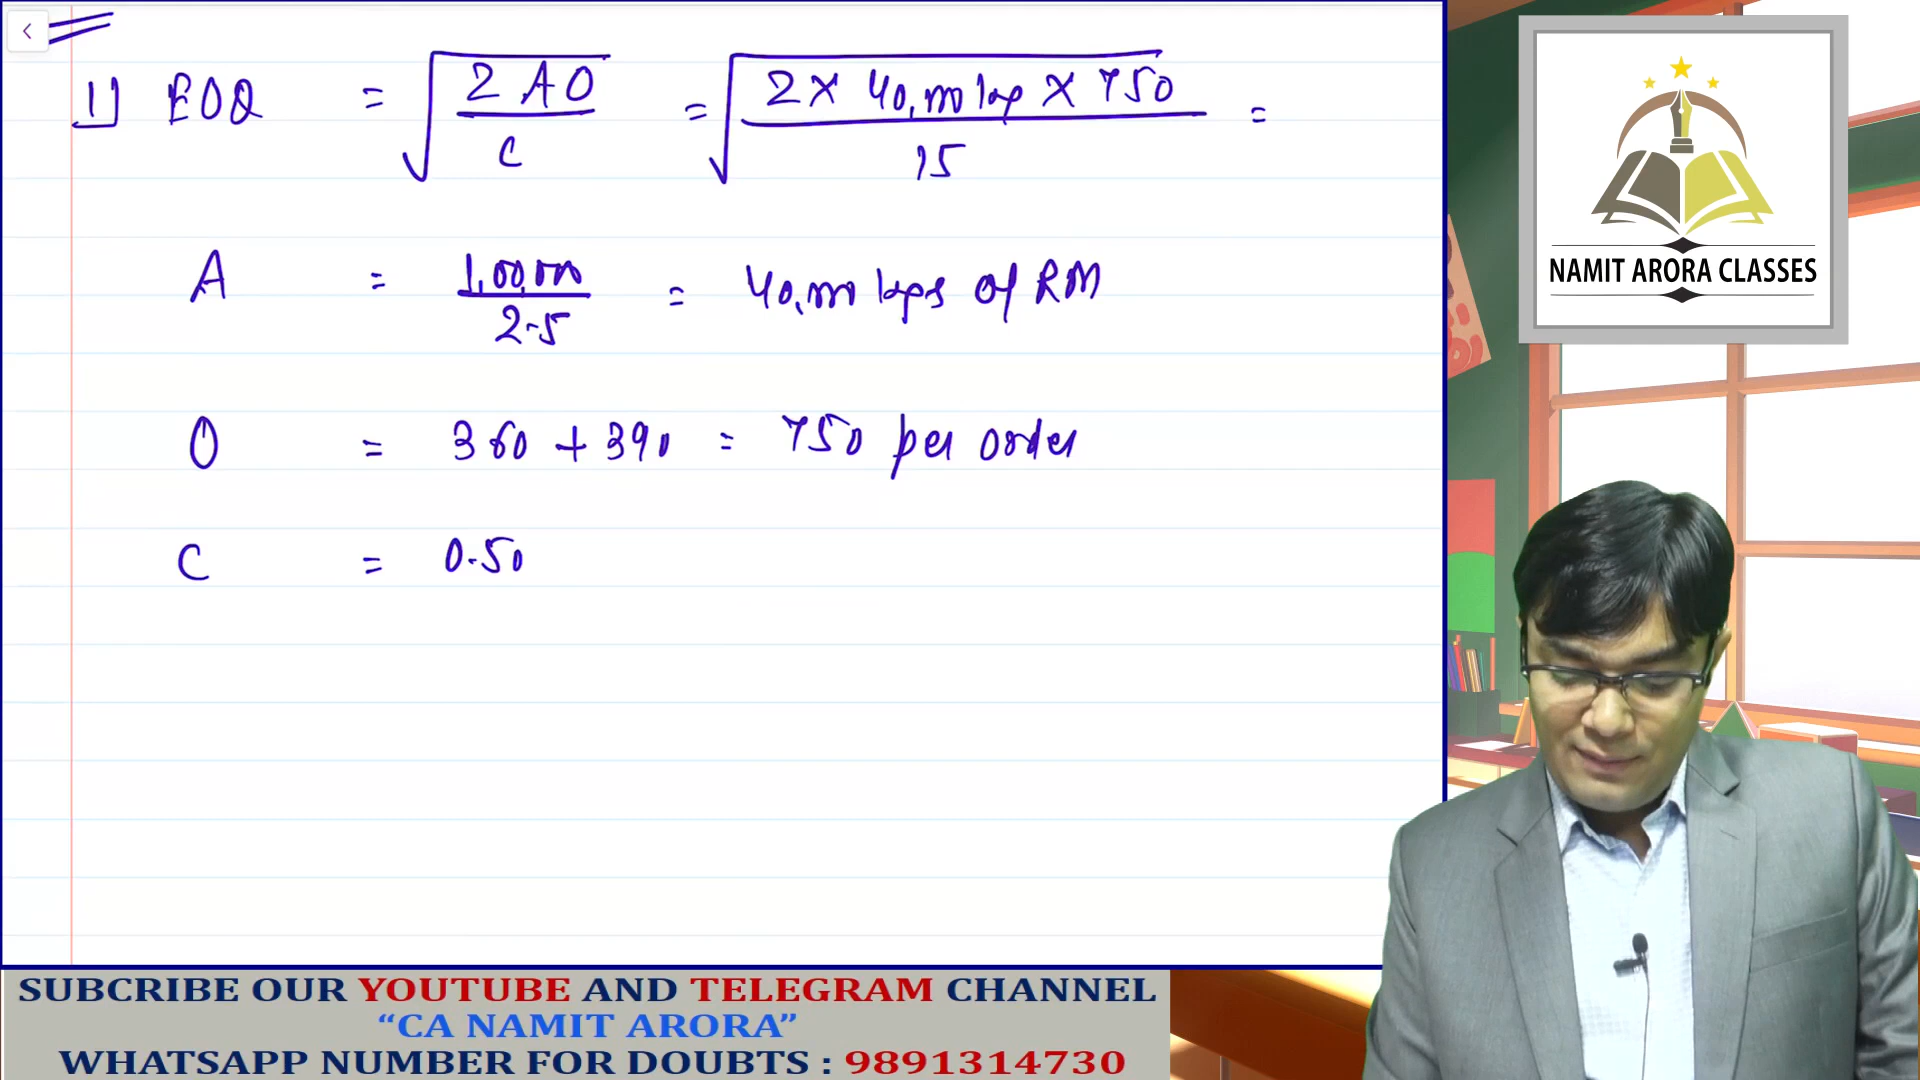 1) EOQ = √(2 AO / C) = √(2 X 40,000 kgs X 750 / 15) =
A = 1,00,000 / 2.5 = 40,000 kgs of RM
O = 360 + 390 = 750 per order
C = 0.50
NAMIT ARORA CLASSES
SUBCRIBE OUR YOUTUBE AND TELEGRAM CHANNEL
“CA NAMIT ARORA”
WHATSAPP NUMBER FOR DOUBTS : 9891314730